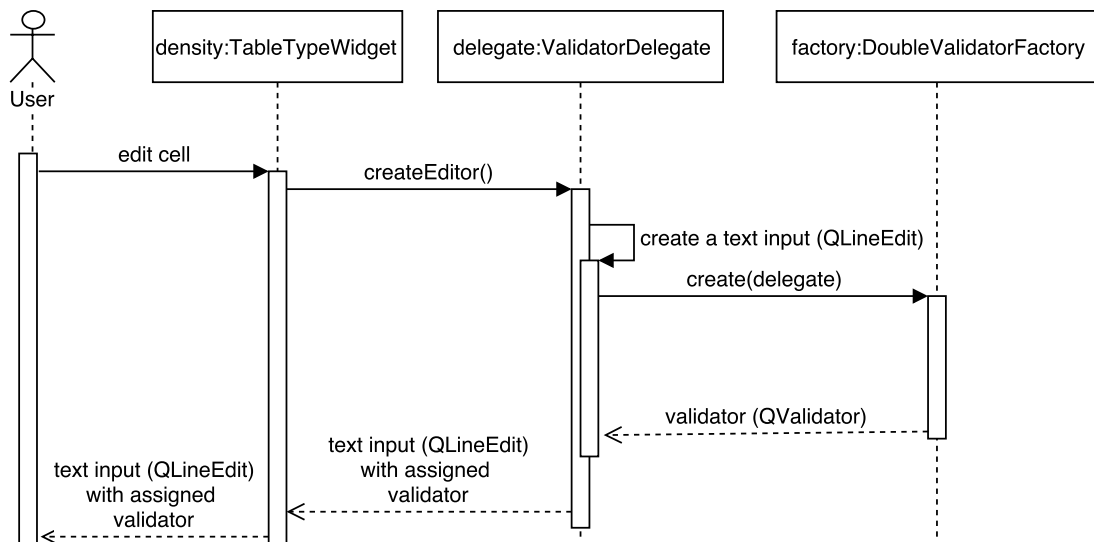 density:TableTypeWidget
delegate:ValidatorDelegate
factory:DoubleValidatorFactory
User
edit cell
createEditor()
create a text input (QLineEdit)
create(delegate)
validator (QValidator)
text input (QLineEdit)
with assigned
validator
text input (QLineEdit)
with assigned
validator